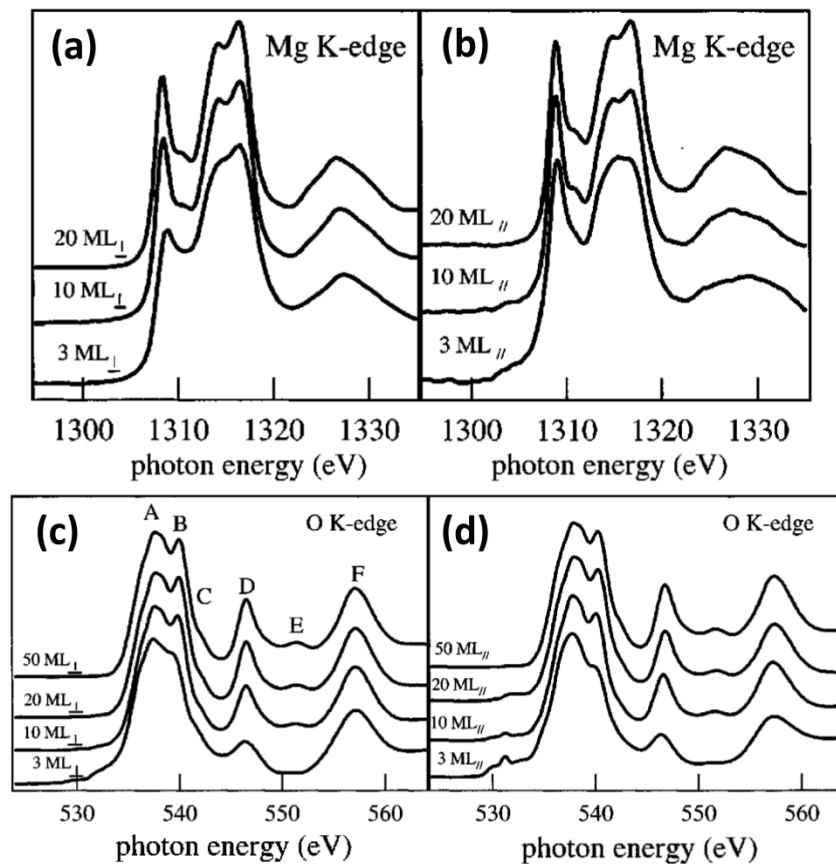 (a) Mg K-edge
20 ML⊥
10 ML⊥
3 ML⊥
1300 1310 1320 1330
photon energy (eV)
(b) Mg K-edge
20 ML //
10 ML //
3 ML //
1300 1310 1320 1330
photon energy (eV)
(c) A B C D E F O K-edge
50 ML⊥
20 ML⊥
10 ML⊥
3 ML⊥
530 540 550 560
photon energy (eV)
(d) O K-edge
50 ML//
20 ML//
10 ML//
3 ML//
530 540 550 560
photon energy (eV)